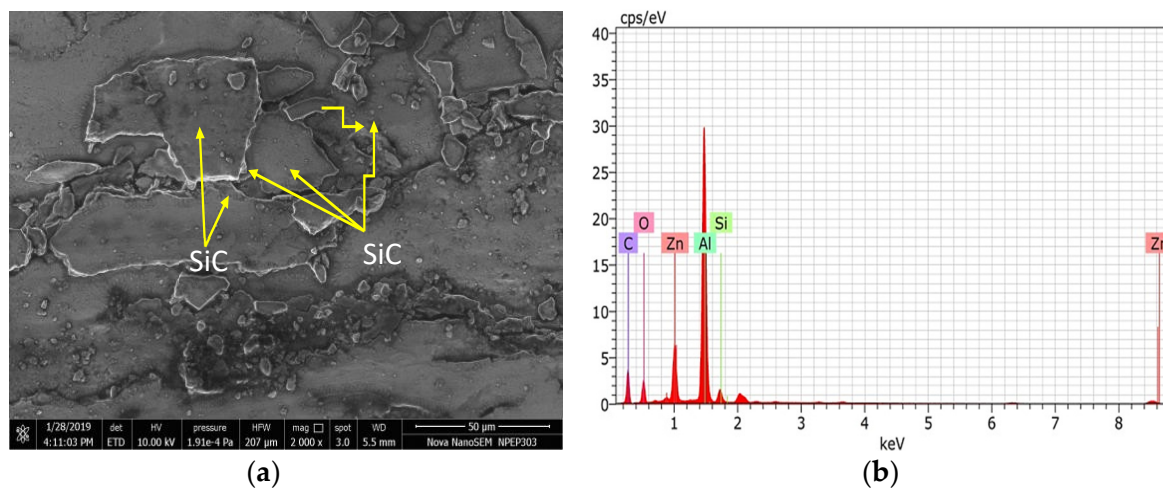 SiC
SiC
1/28/2019
4:11:03 PM
det
ETD
HV
10.00 kV
pressure
1.91e-4 Pa
HFW
207 µm
mag
2 000 x
spot
3.0
WD
5.5 mm
50 µm
Nova NanoSEM NPEP303
(a)
cps/eV
40
35
30
25
20
15
10
5
0
O
Si
C
Zn
Al
1
2
3
4
5
6
7
8
keV
(b)